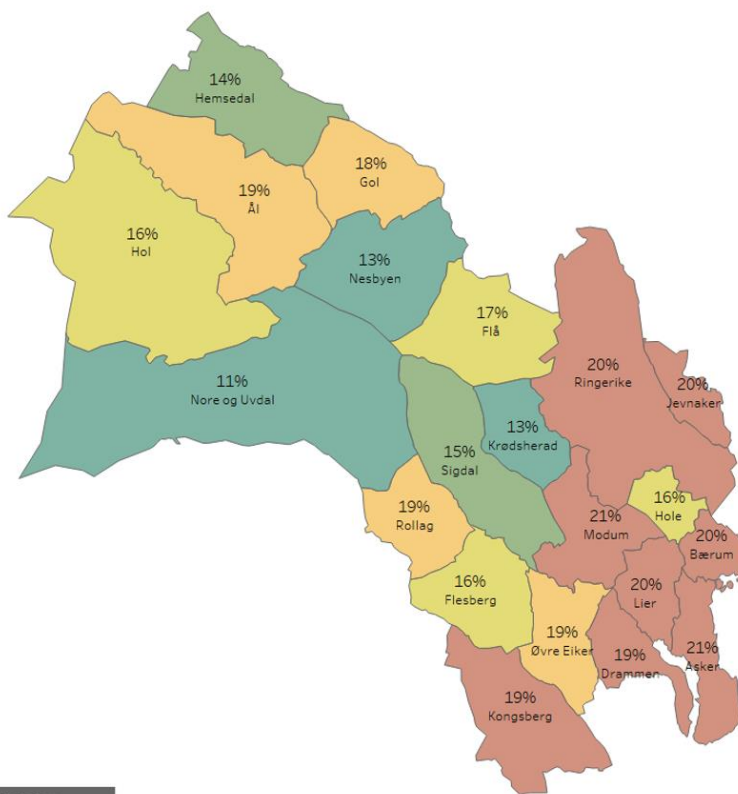 14%
Hemsedal
18%
Gol
19%
Ål
16%
Hol
13%
Nesbyen
17%
Flå
20%
Ringerike
20%
Jevnaker
11%
Nore og Uvdal
13%
Krødsherad
15%
Sigdal
16%
Hole
19%
Rollag
21%
Modum
20%
Bærum
16%
Flesberg
20%
Lier
19%
Øvre Eiker
19%
Drammen
21%
Asker
19%
Kongsberg